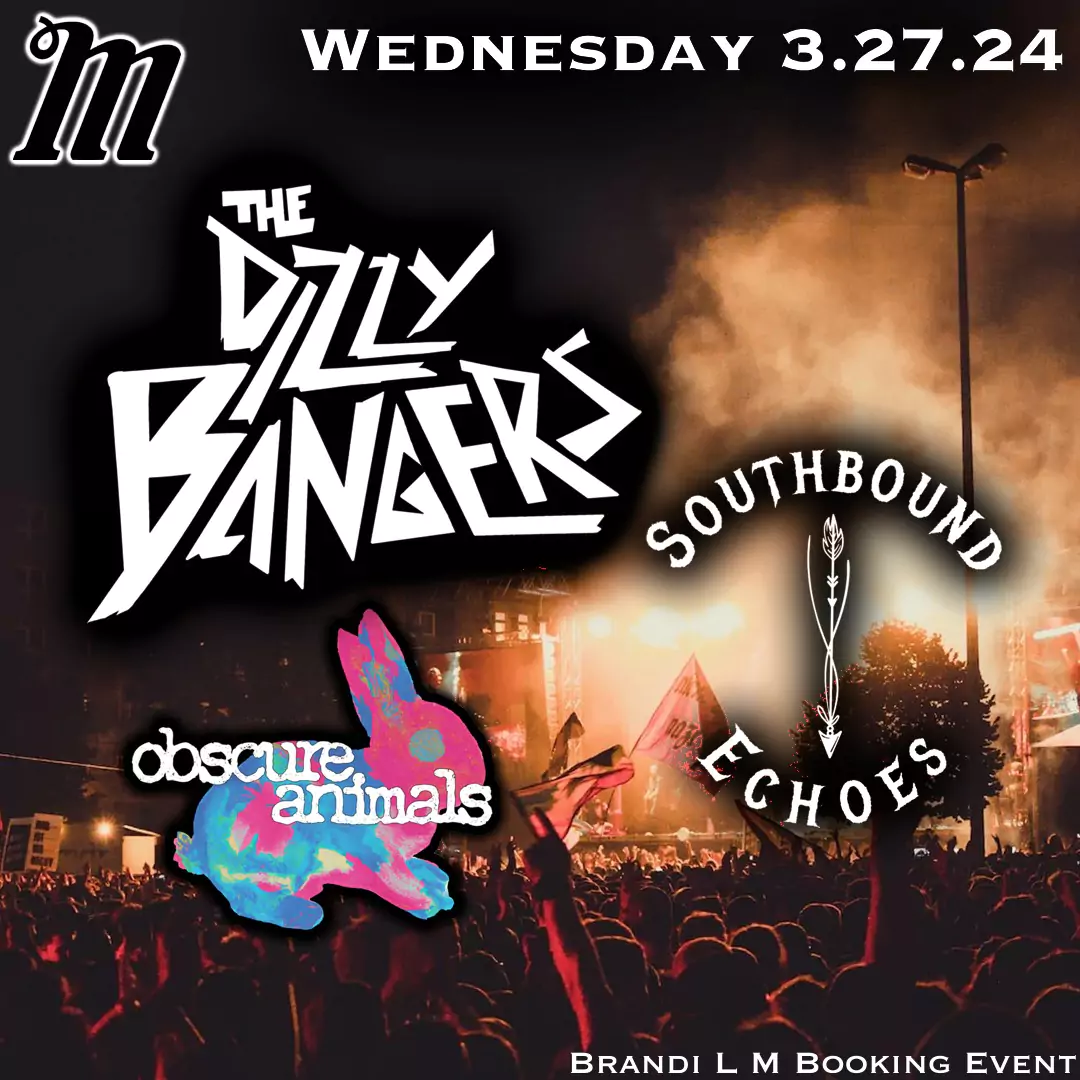 M
WEDNESDAY 3.27.24
THE
DIZZY
BANGERS
SOUTHBOUND
ECHOES
obscure
animals
BRANDI L M BOOKING EVENT